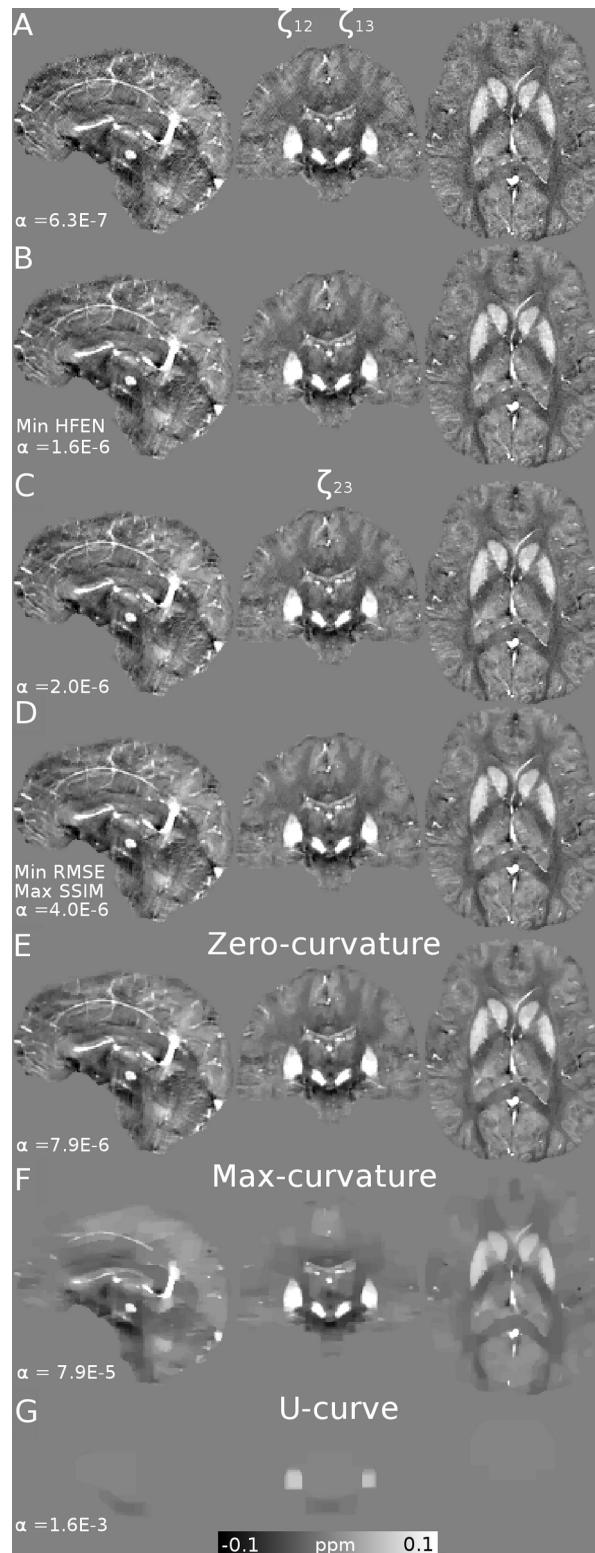 A
ζ12 ζ13
α =6.3E-7
B
Min HFEN
α =1.6E-6
C
ζ23
α =2.0E-6
D
Min RMSE
Max SSIM
α =4.0E-6
E
Zero-curvature
α =7.9E-6
F
Max-curvature
α = 7.9E-5
G
U-curve
α =1.6E-3
-0.1 ppm 0.1